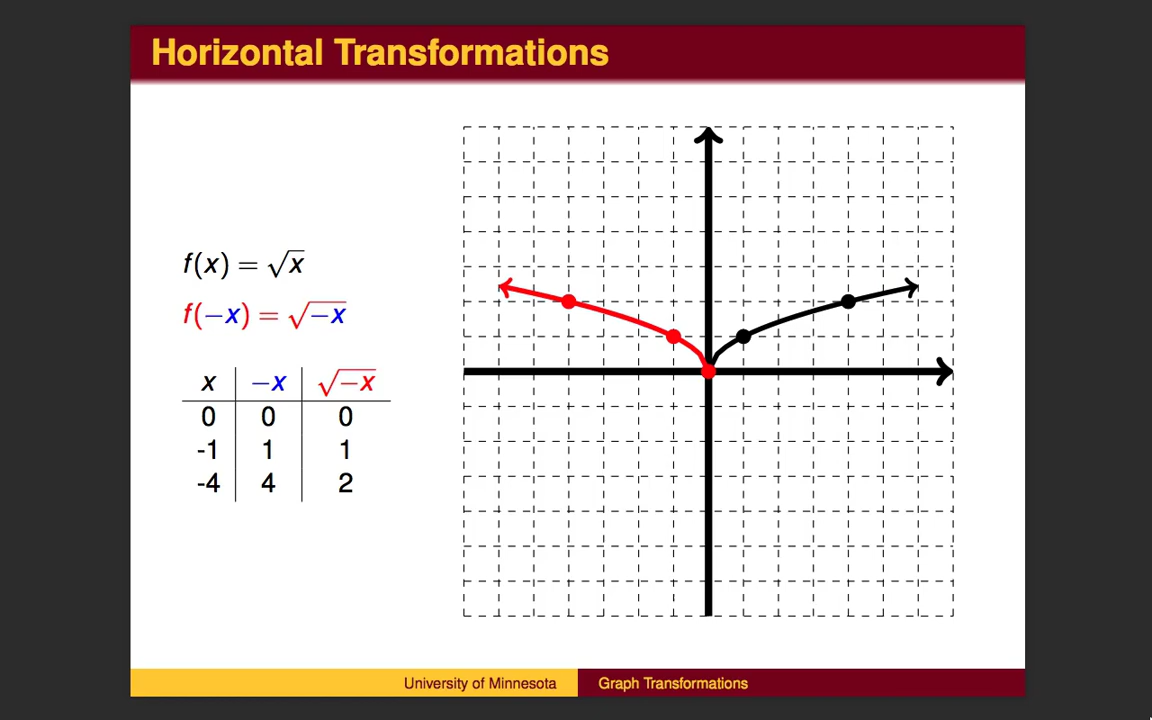 Horizontal Transformations
f(x) = √x
f(−x) = √−x
x −x √−x
0 0 0
-1 1 1
-4 4 2
University of Minnesota Graph Transformations